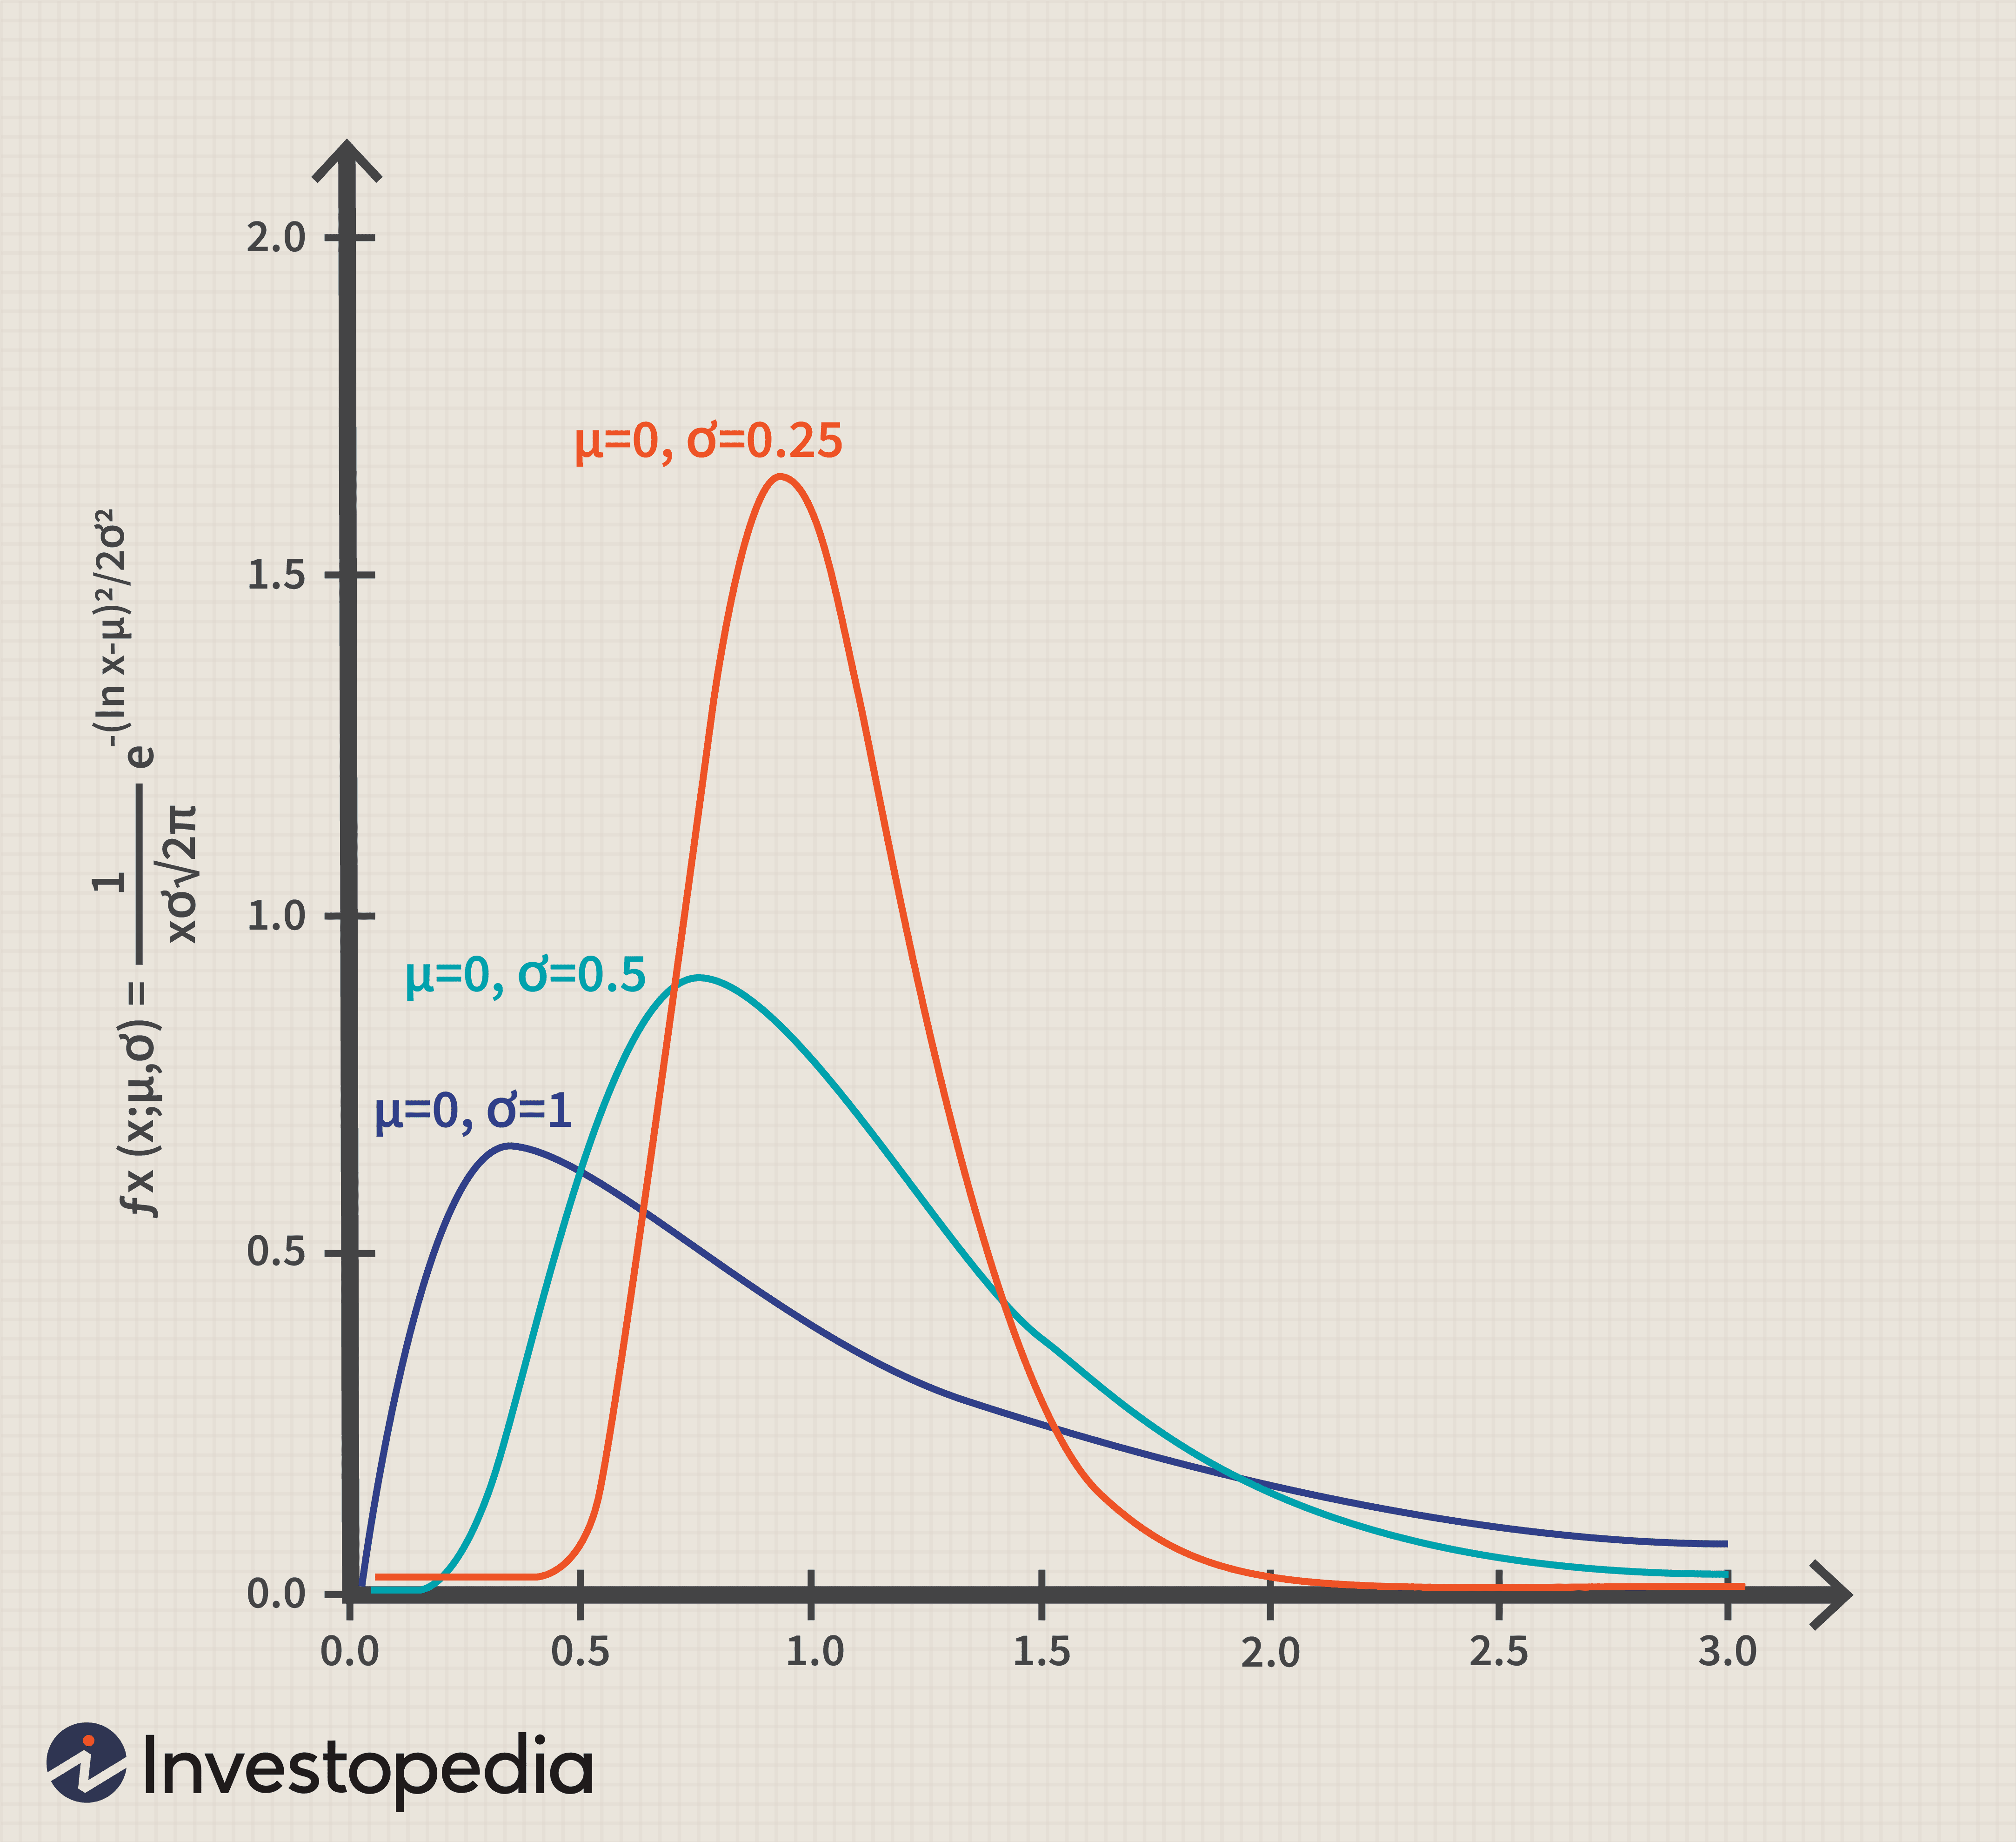 2.0
μ=0, σ=0.25
1.5
1.0
μ=0, σ=0.5
μ=0, σ=1
0.5
0.0
ƒx (x;μ,σ) = 1/xσ√2π e-(ln x-μ)²/2σ²
0.0 0.5 1.0 1.5 2.0 2.5 3.0
Investopedia